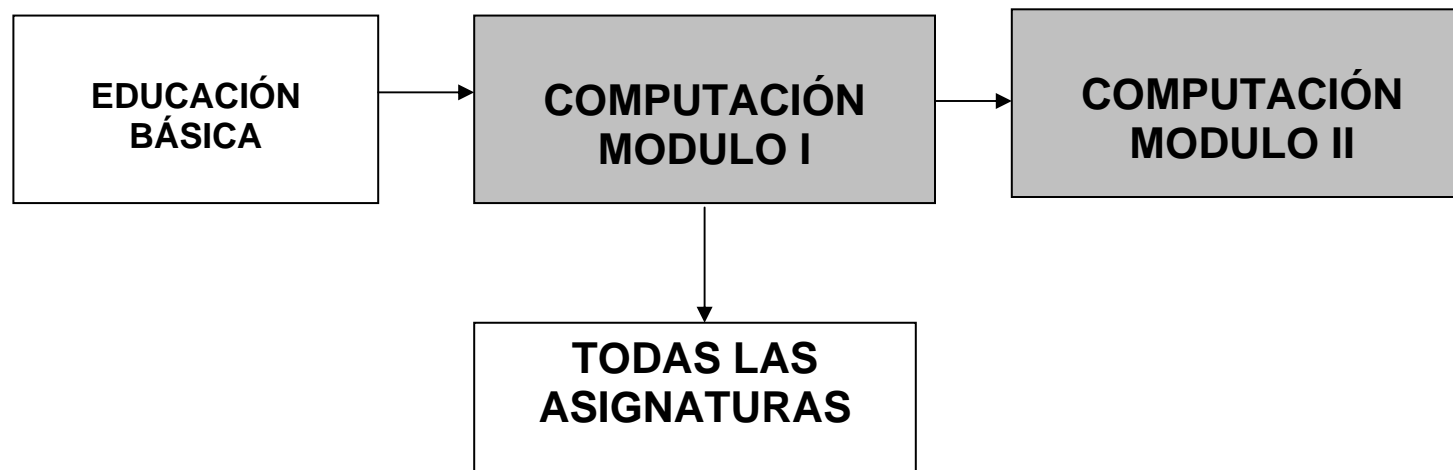 EDUCACIÓN
BÁSICA
COMPUTACIÓN
MODULO I
COMPUTACIÓN
MODULO II
TODAS LAS
ASIGNATURAS